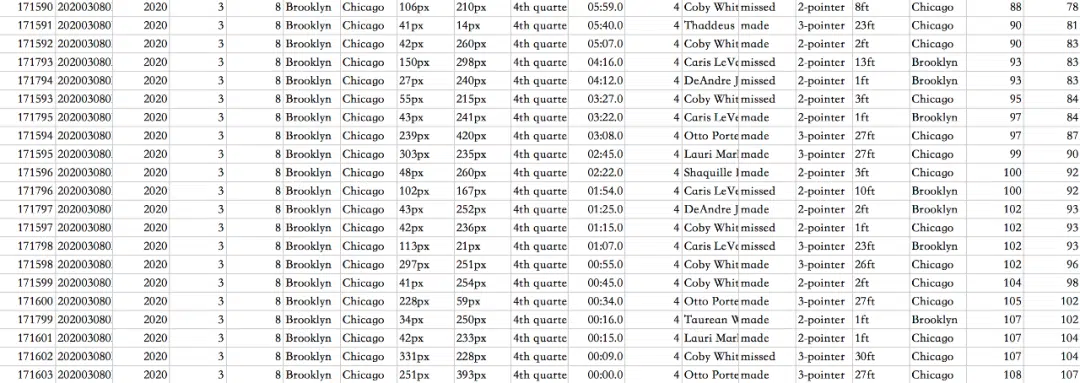 171590 202003080 2020 3 8 Brooklyn Chicago 106px 210px 4th quarte 05:59.0 4 Coby Whit missed 2-pointer 8ft Chicago 88 78
171591 202003080 2020 3 8 Brooklyn Chicago 41px 14px 4th quarte 05:40.0 4 Thaddeus made 3-pointer 23ft Chicago 90 81
171592 202003080 2020 3 8 Brooklyn Chicago 42px 260px 4th quarte 05:07.0 4 Coby Whit made 2-pointer 2ft Chicago 90 83
171793 202003080 2020 3 8 Brooklyn Chicago 150px 298px 4th quarte 04:16.0 4 Caris LeVe missed 2-pointer 13ft Brooklyn 93 83
171794 202003080 2020 3 8 Brooklyn Chicago 27px 240px 4th quarte 04:12.0 4 DeAndre J missed 2-pointer 1ft Brooklyn 93 83
171593 202003080 2020 3 8 Brooklyn Chicago 55px 215px 4th quarte 03:27.0 4 Coby Whit missed 2-pointer 3ft Chicago 95 84
171795 202003080 2020 3 8 Brooklyn Chicago 43px 241px 4th quarte 03:22.0 4 Caris LeVe made 2-pointer 1ft Brooklyn 97 84
171594 202003080 2020 3 8 Brooklyn Chicago 239px 420px 4th quarte 03:08.0 4 Otto Porte made 3-pointer 27ft Chicago 97 87
171595 202003080 2020 3 8 Brooklyn Chicago 303px 235px 4th quarte 02:45.0 4 Lauri Mar made 3-pointer 27ft Chicago 99 90
171596 202003080 2020 3 8 Brooklyn Chicago 48px 260px 4th quarte 02:22.0 4 Shaquille made 2-pointer 3ft Chicago 100 92
171796 202003080 2020 3 8 Brooklyn Chicago 102px 167px 4th quarte 01:54.0 4 Caris LeVe missed 2-pointer 10ft Brooklyn 100 92
171797 202003080 2020 3 8 Brooklyn Chicago 43px 252px 4th quarte 01:25.0 4 DeAndre J made 2-pointer 2ft Brooklyn 102 93
171597 202003080 2020 3 8 Brooklyn Chicago 42px 236px 4th quarte 01:15.0 4 Coby Whit missed 2-pointer 1ft Chicago 102 93
171798 202003080 2020 3 8 Brooklyn Chicago 113px 21px 4th quarte 01:07.0 4 Caris LeVe missed 3-pointer 23ft Brooklyn 102 93
171598 202003080 2020 3 8 Brooklyn Chicago 297px 251px 4th quarte 00:55.0 4 Coby Whit made 3-pointer 26ft Chicago 102 96
171599 202003080 2020 3 8 Brooklyn Chicago 41px 254px 4th quarte 00:45.0 4 Coby Whit made 2-pointer 2ft Chicago 104 98
171600 202003080 2020 3 8 Brooklyn Chicago 228px 59px 4th quarte 00:34.0 4 Otto Porte made 3-pointer 27ft Chicago 105 102
171799 202003080 2020 3 8 Brooklyn Chicago 34px 250px 4th quarte 00:16.0 4 Taurean W made 2-pointer 1ft Brooklyn 107 102
171601 202003080 2020 3 8 Brooklyn Chicago 42px 233px 4th quarte 00:15.0 4 Lauri Mar made 2-pointer 1ft Chicago 107 104
171602 202003080 2020 3 8 Brooklyn Chicago 331px 228px 4th quarte 00:09.0 4 Coby Whit missed 3-pointer 30ft Chicago 107 104
171603 202003080 2020 3 8 Brooklyn Chicago 251px 393px 4th quarte 00:00.0 4 Otto Porte made 3-pointer 27ft Chicago 108 107